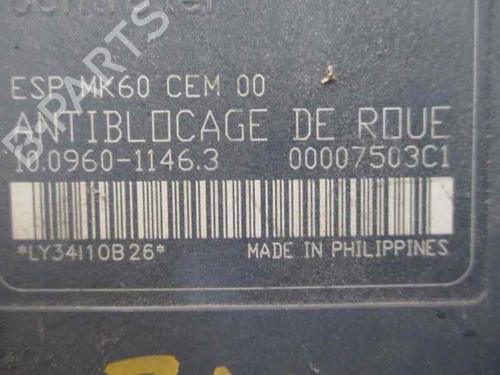 ESP MK60 CEM 00
ANTIBLOCAGE DE ROUE
10.0960-1146.3 00007503C1
*LY34I10B26* MADE IN PHILIPPINES